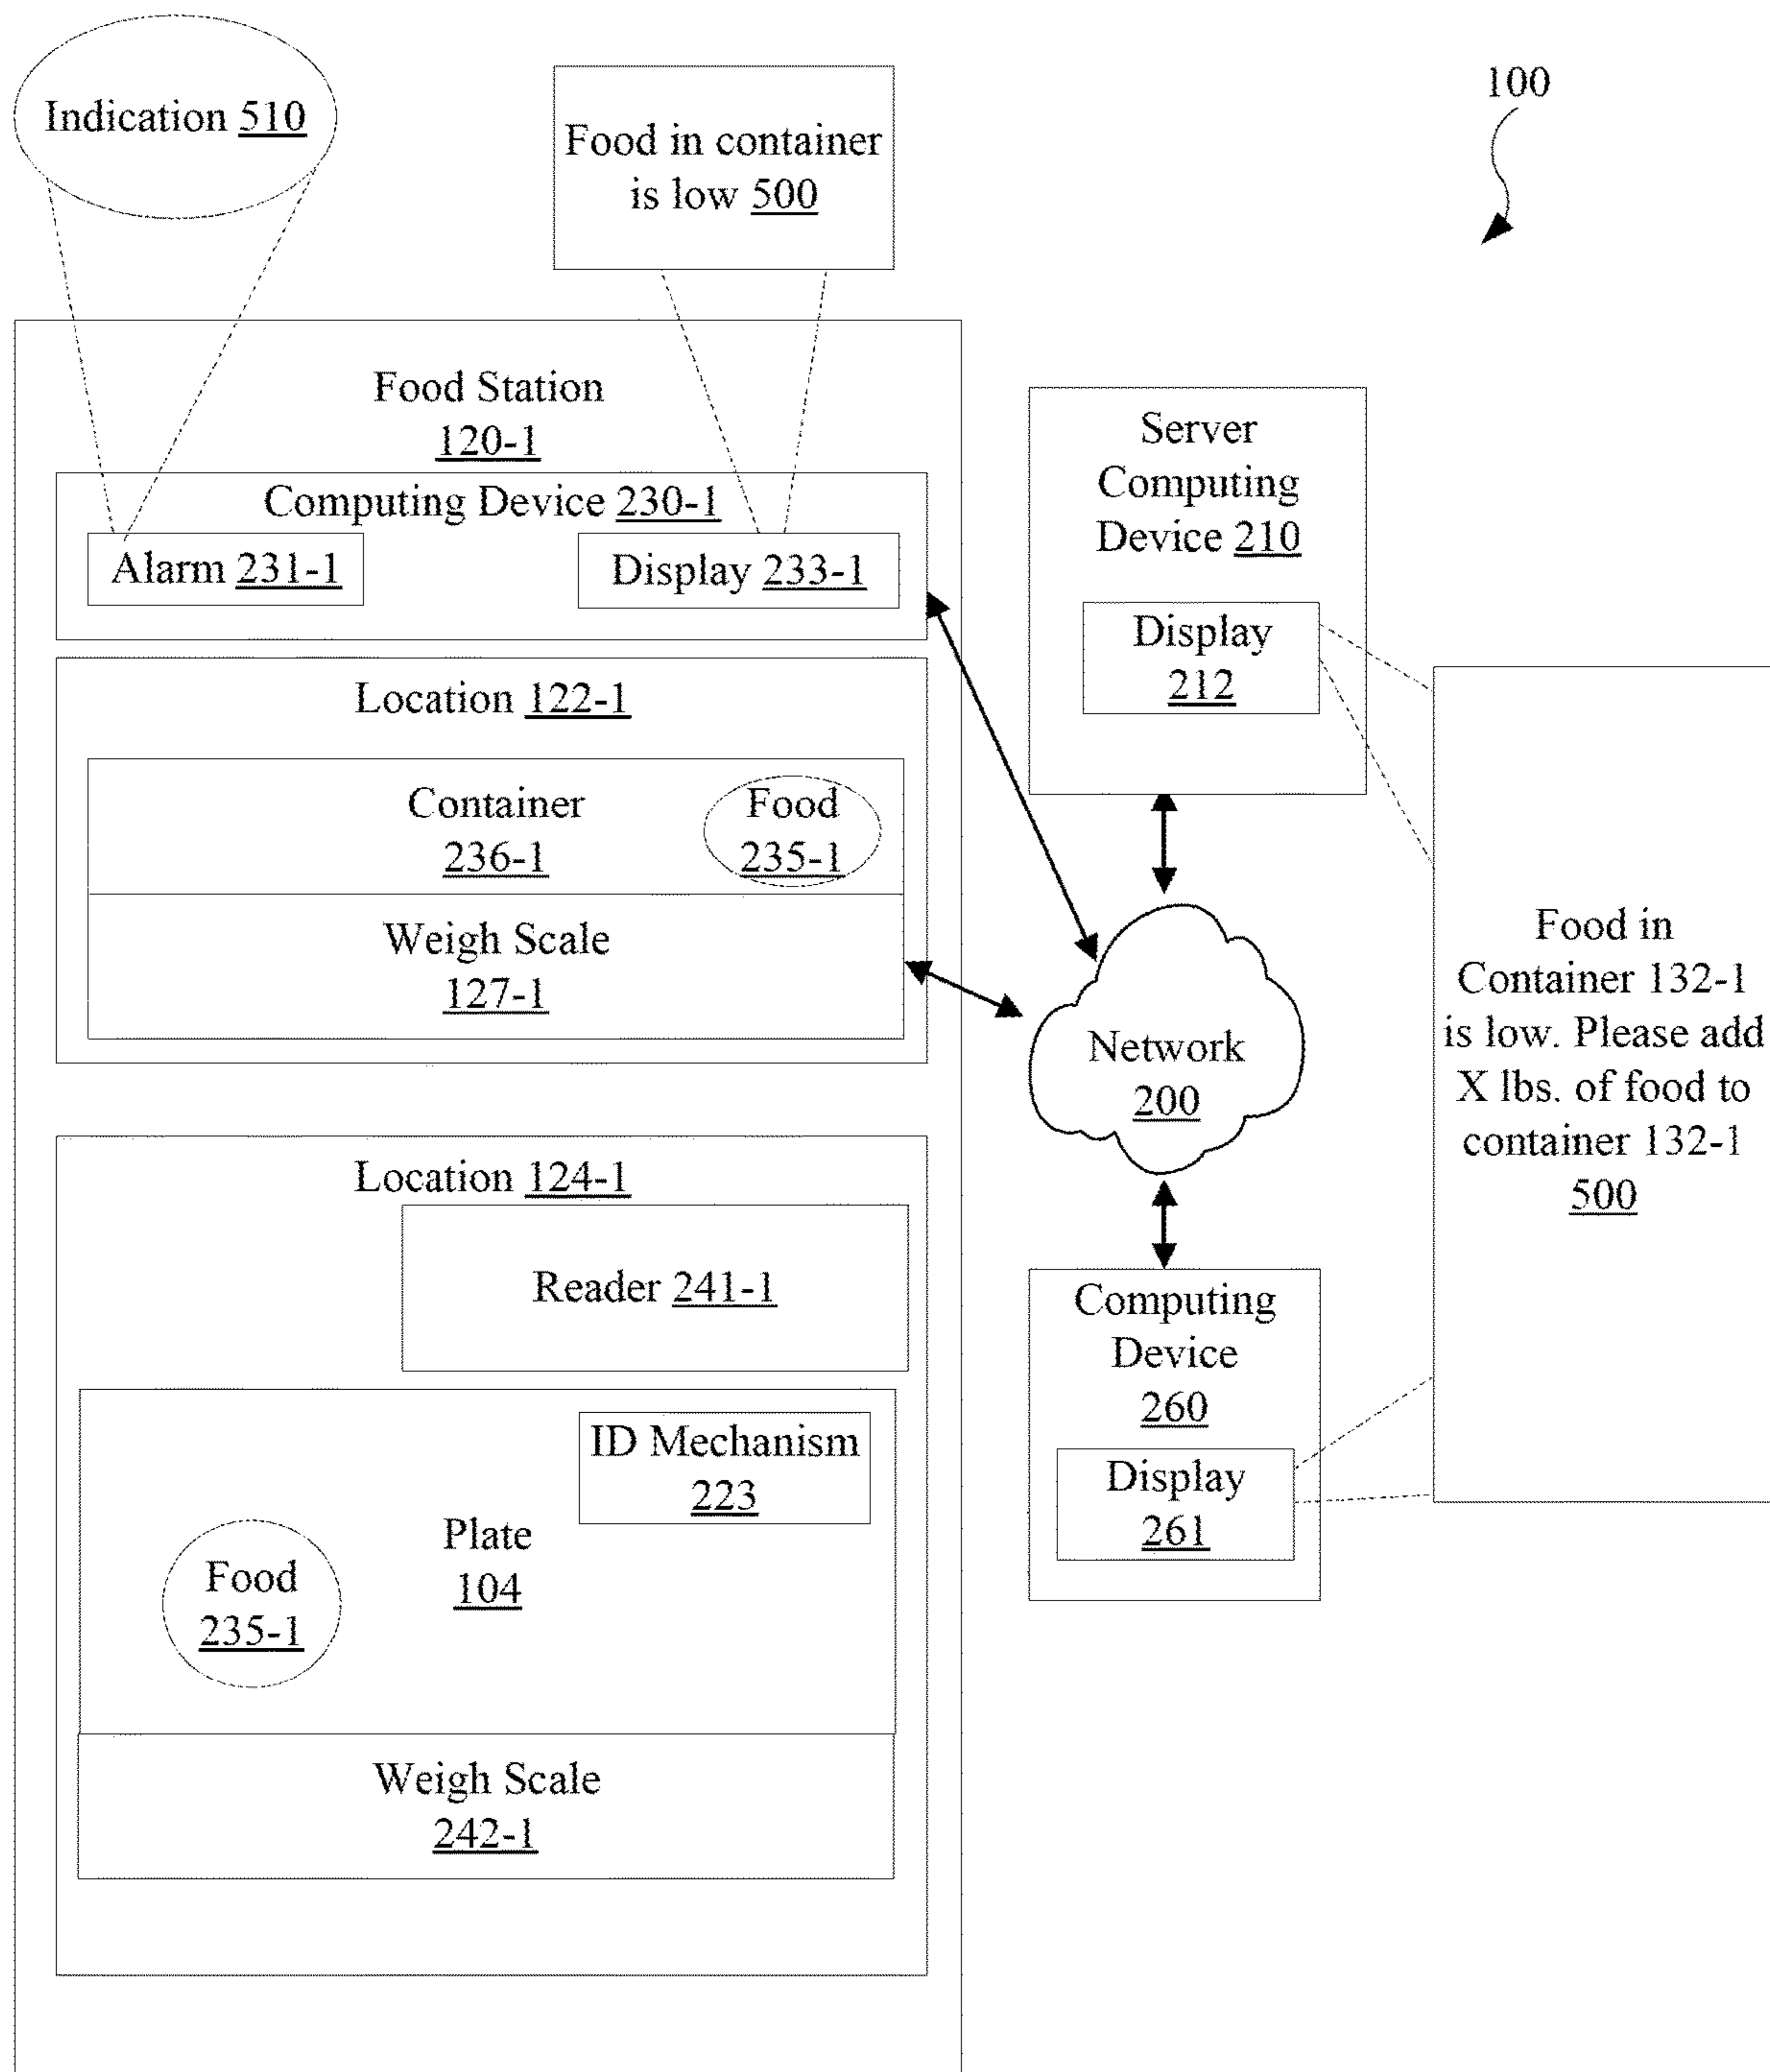 Indication 510
Food in container
is low 500
100
Food Station
120-1
Computing Device 230-1
Alarm 231-1
Display 233-1
Location 122-1
Container
236-1
Food
235-1
Weigh Scale
127-1
Location 124-1
Reader 241-1
ID Mechanism
223
Plate
104
Food
235-1
Weigh Scale
242-1
Server
Computing
Device 210
Display
212
Network
200
Computing
Device
260
Display
261
Food in
Container 132-1
is low. Please add
X lbs. of food to
container 132-1
500